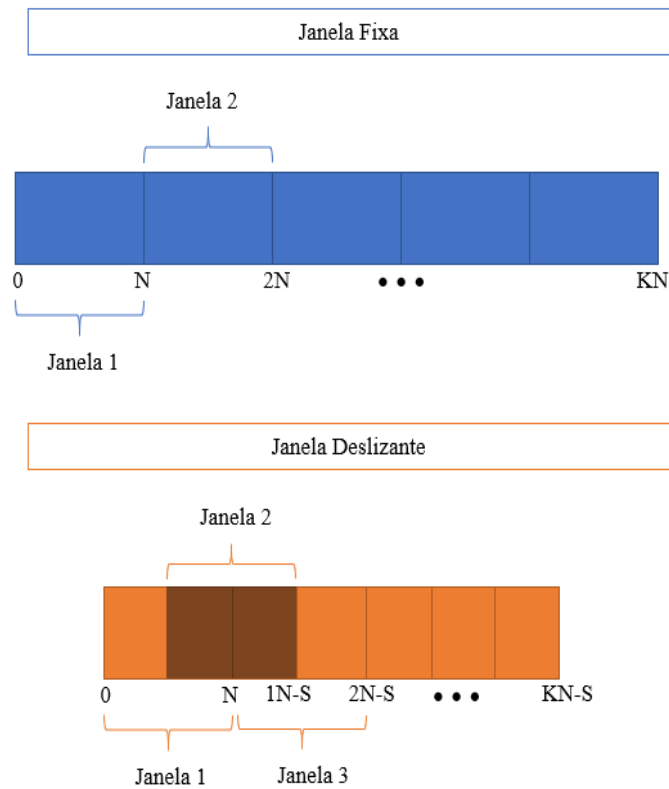 Janela Fixa
Janela 2
0 N 2N ••• KN
Janela 1
Janela Deslizante
Janela 2
0 N 1N-S 2N-S ••• KN-S
Janela 1 Janela 3